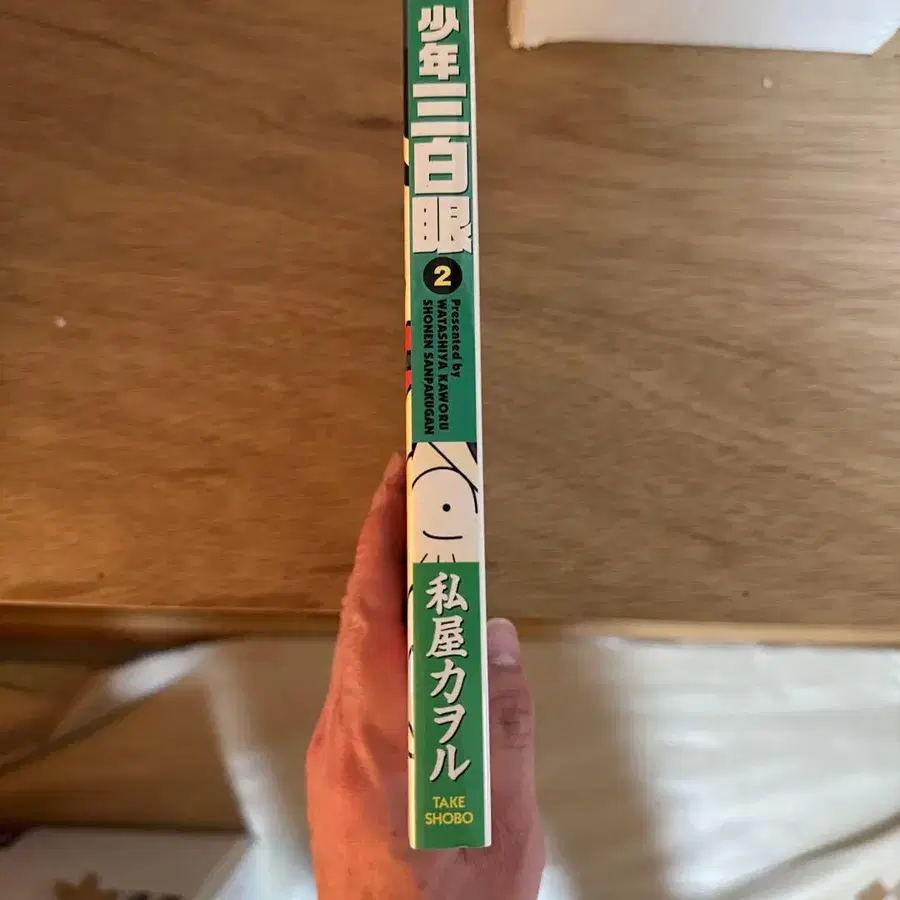 少年三白眼
2
Presented by
WATASHIYA KAWORU
SHONEN SANPAKUGAN
私屋カヲル
TAKE
SHOBO